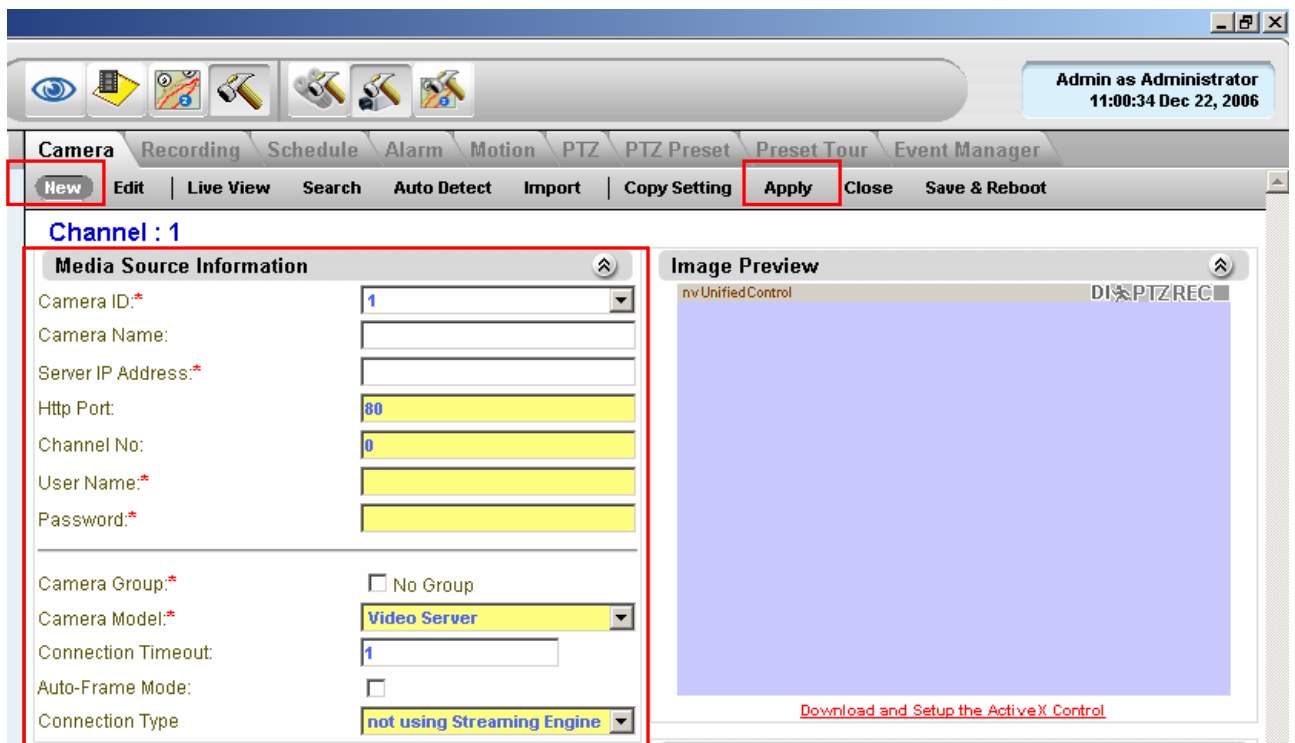 Admin as Administrator
11:00:34 Dec 22, 2006
Camera Recording Schedule Alarm Motion PTZ PTZ Preset Preset Tour Event Manager
New Edit | Live View Search Auto Detect Import | Copy Setting Apply Close Save & Reboot
Channel : 1
Media Source Information
Camera ID:* 1
Camera Name:
Server IP Address:*
Http Port: 80
Channel No: 0
User Name:*
Password:*
Camera Group:* No Group
Camera Model:* Video Server
Connection Timeout: 1
Auto-Frame Mode:
Connection Type not using Streaming Engine
Image Preview
nvUnifiedControl DI PTZ REC
Download and Setup the ActiveX Control